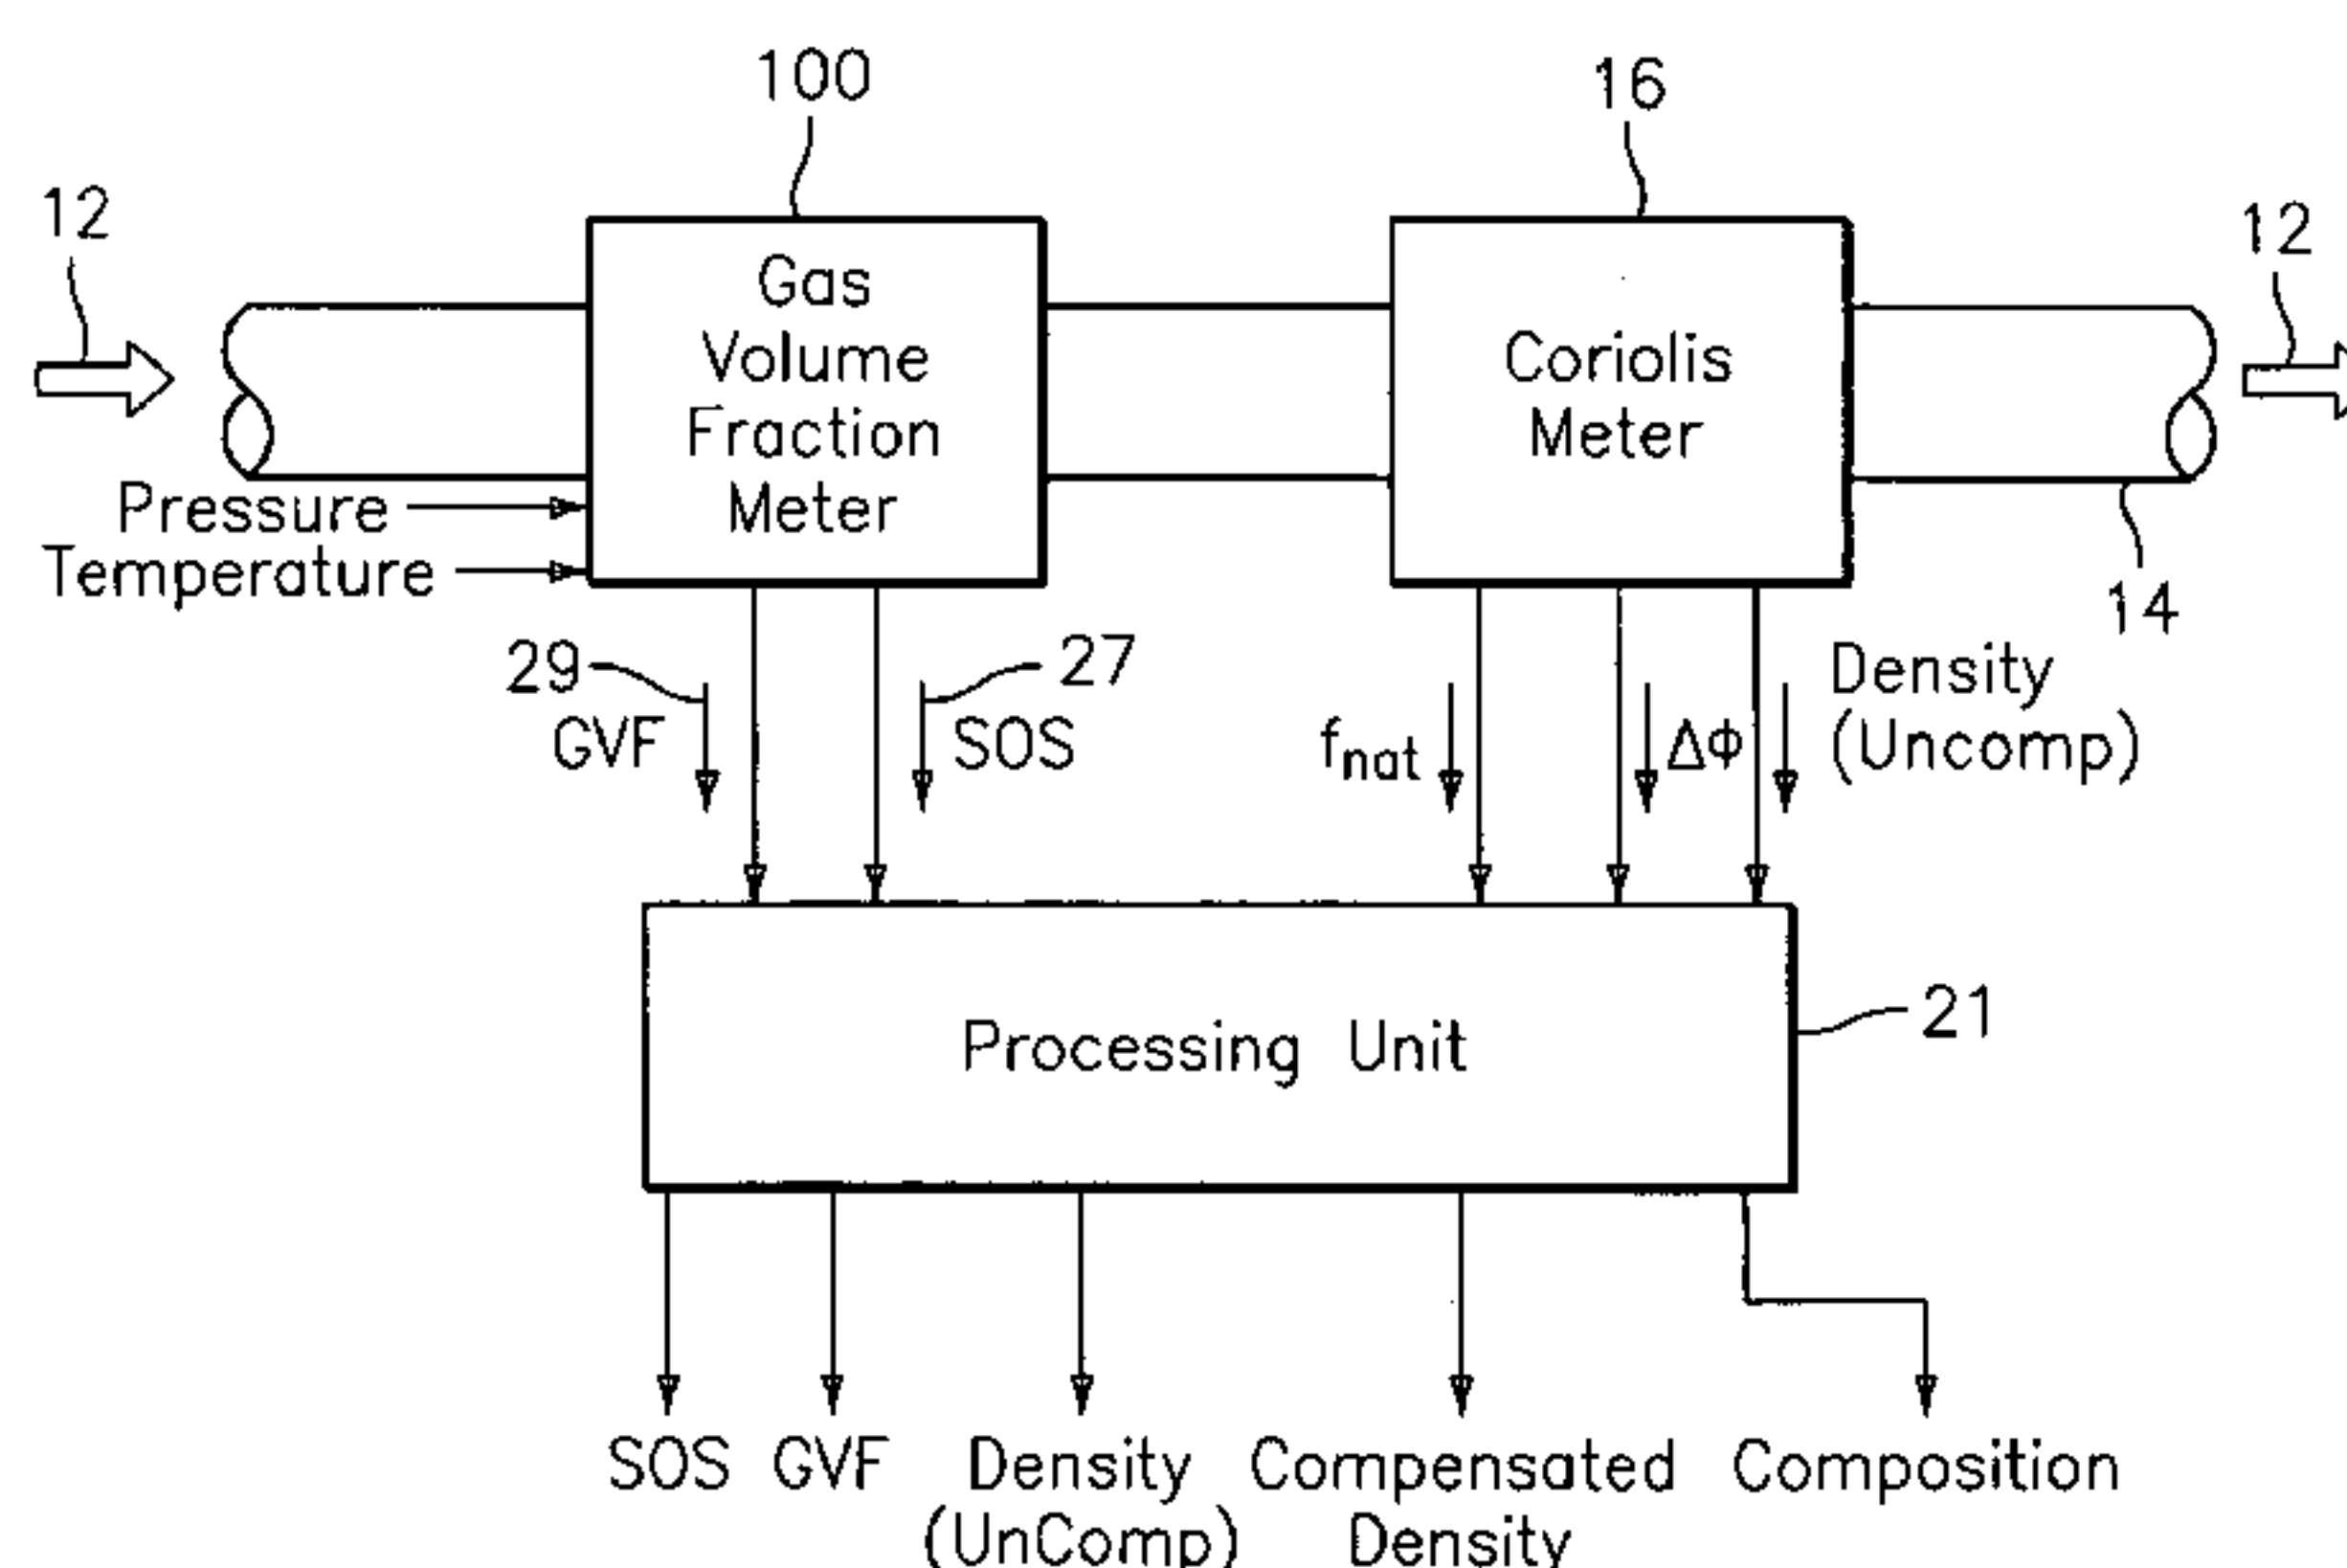 100
16
12
12
Gas
Volume
Fraction
Meter
Coriolis
Meter
Pressure
Temperature
14
29
27
GVF
SOS
fnat
ΔΦ
Density
(Uncomp)
Processing Unit
21
SOS GVF Density Compensated Composition
(UnComp) Density